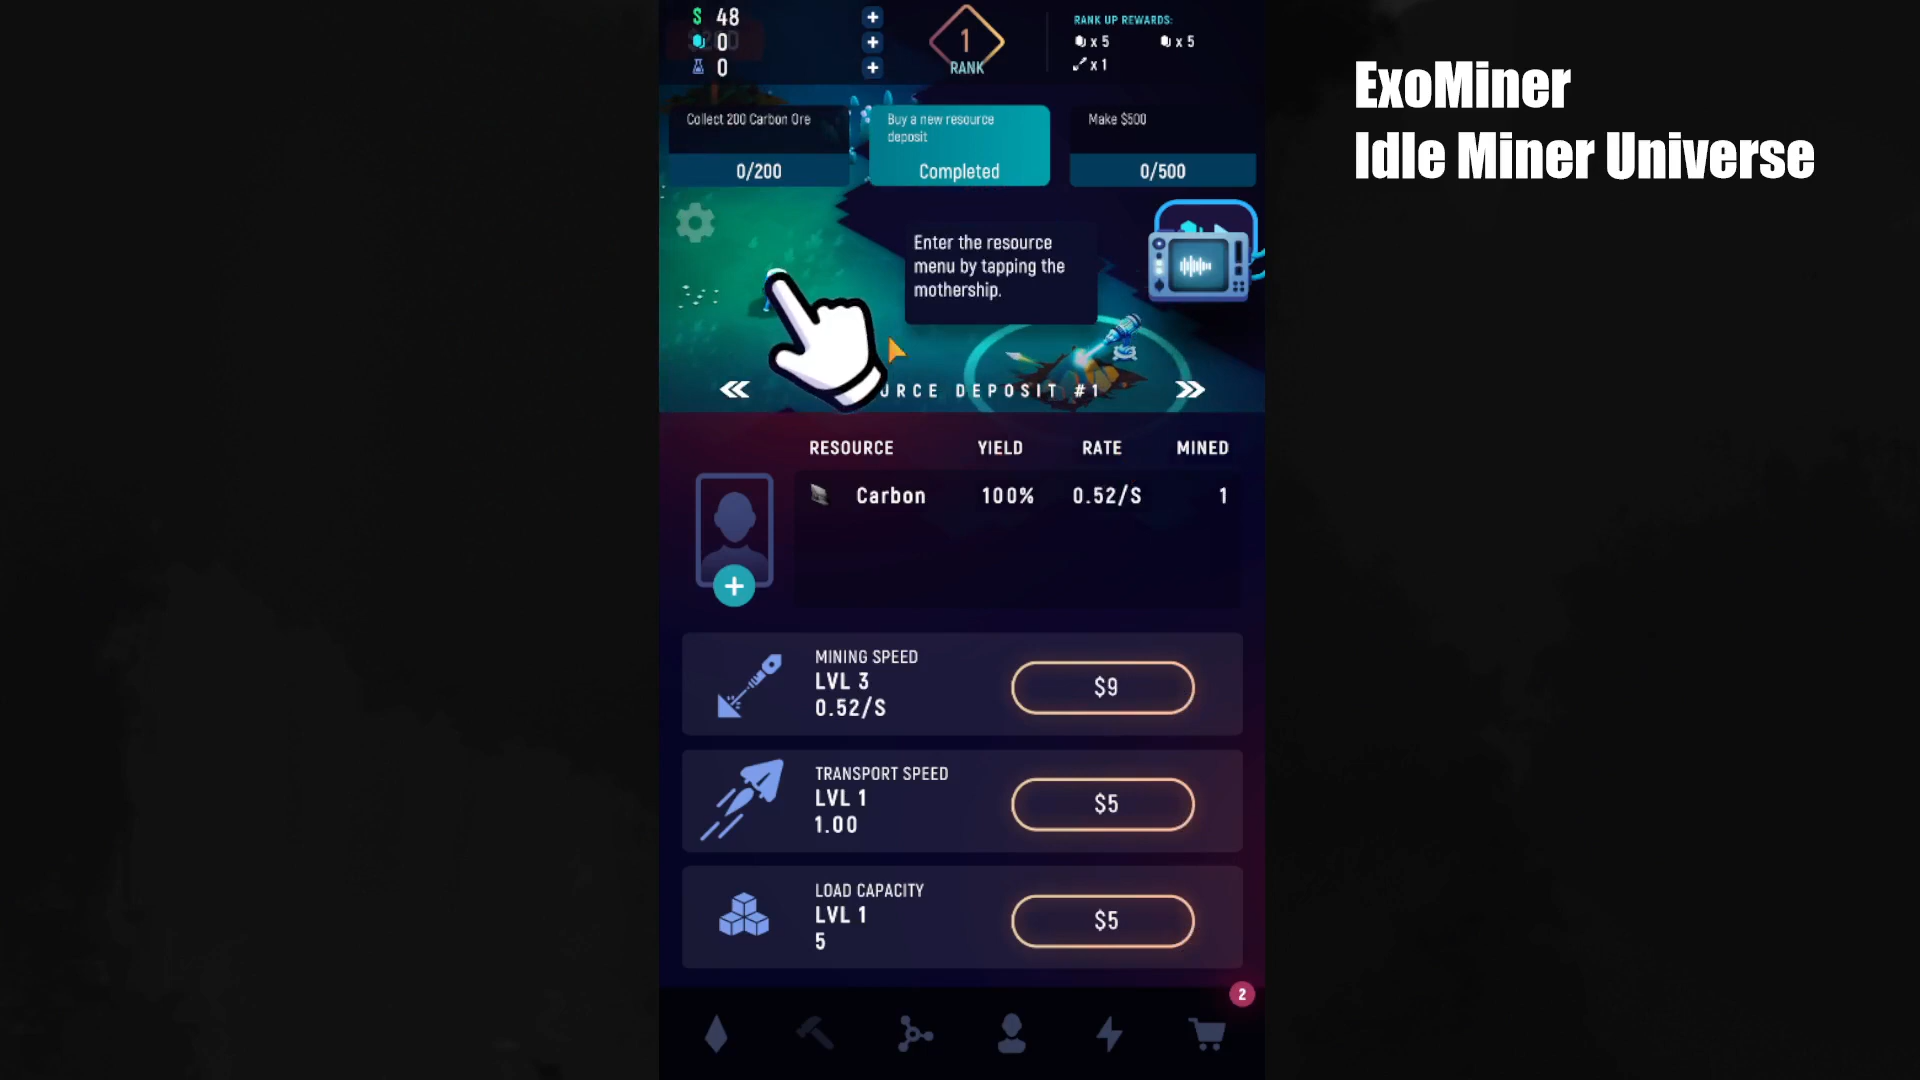 $ 48
0
0
1
RANK
RANK UP REWARDS:
x 5
x 5
x 1
ExoMiner
Idle Miner Universe
Collect 200 Carbon Ore
0/200
Buy a new resource
deposit
Completed
Make $500
0/500
Enter the resource
menu by tapping the
mothership.
URCE DEPOSIT #1
RESOURCE YIELD RATE MINED
Carbon 100% 0.52/S 1
MINING SPEED
LVL 3
0.52/S
$9
TRANSPORT SPEED
LVL 1
1.00
$5
LOAD CAPACITY
LVL 1
5
$5
2